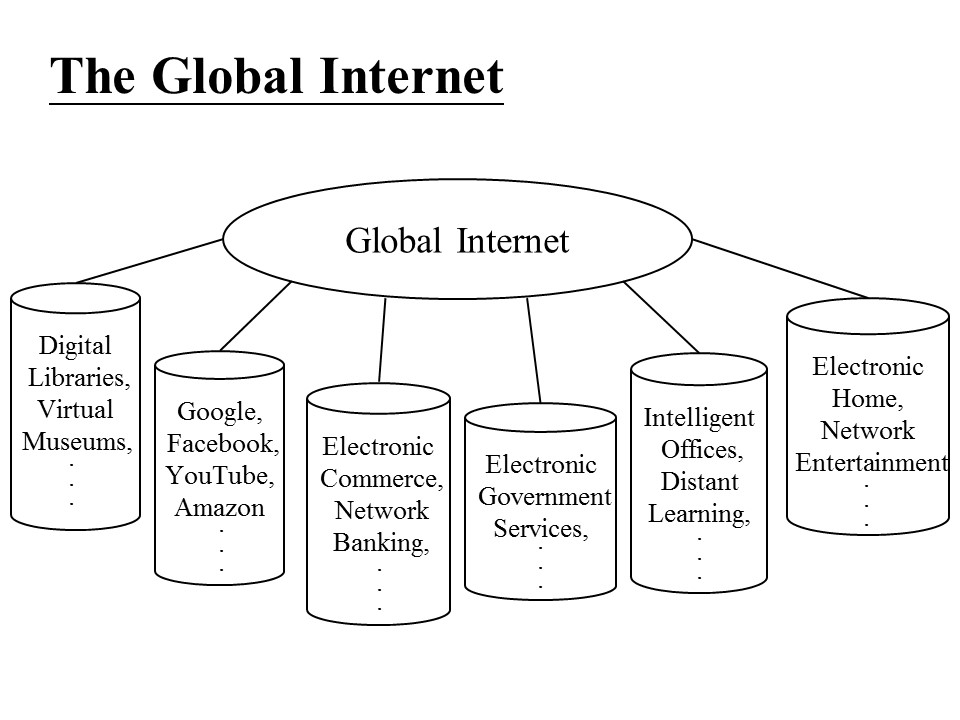 The Global Internet
Global Internet
Digital
Libraries,
Virtual
Museums,
.
.
.
Google,
Facebook,
YouTube,
Amazon
.
.
.
Electronic
Commerce,
Network
Banking,
.
.
.
Electronic
Government
Services,
.
.
.
Intelligent
Offices,
Distant
Learning,
.
.
.
Electronic
Home,
Network
Entertainment
.
.
.